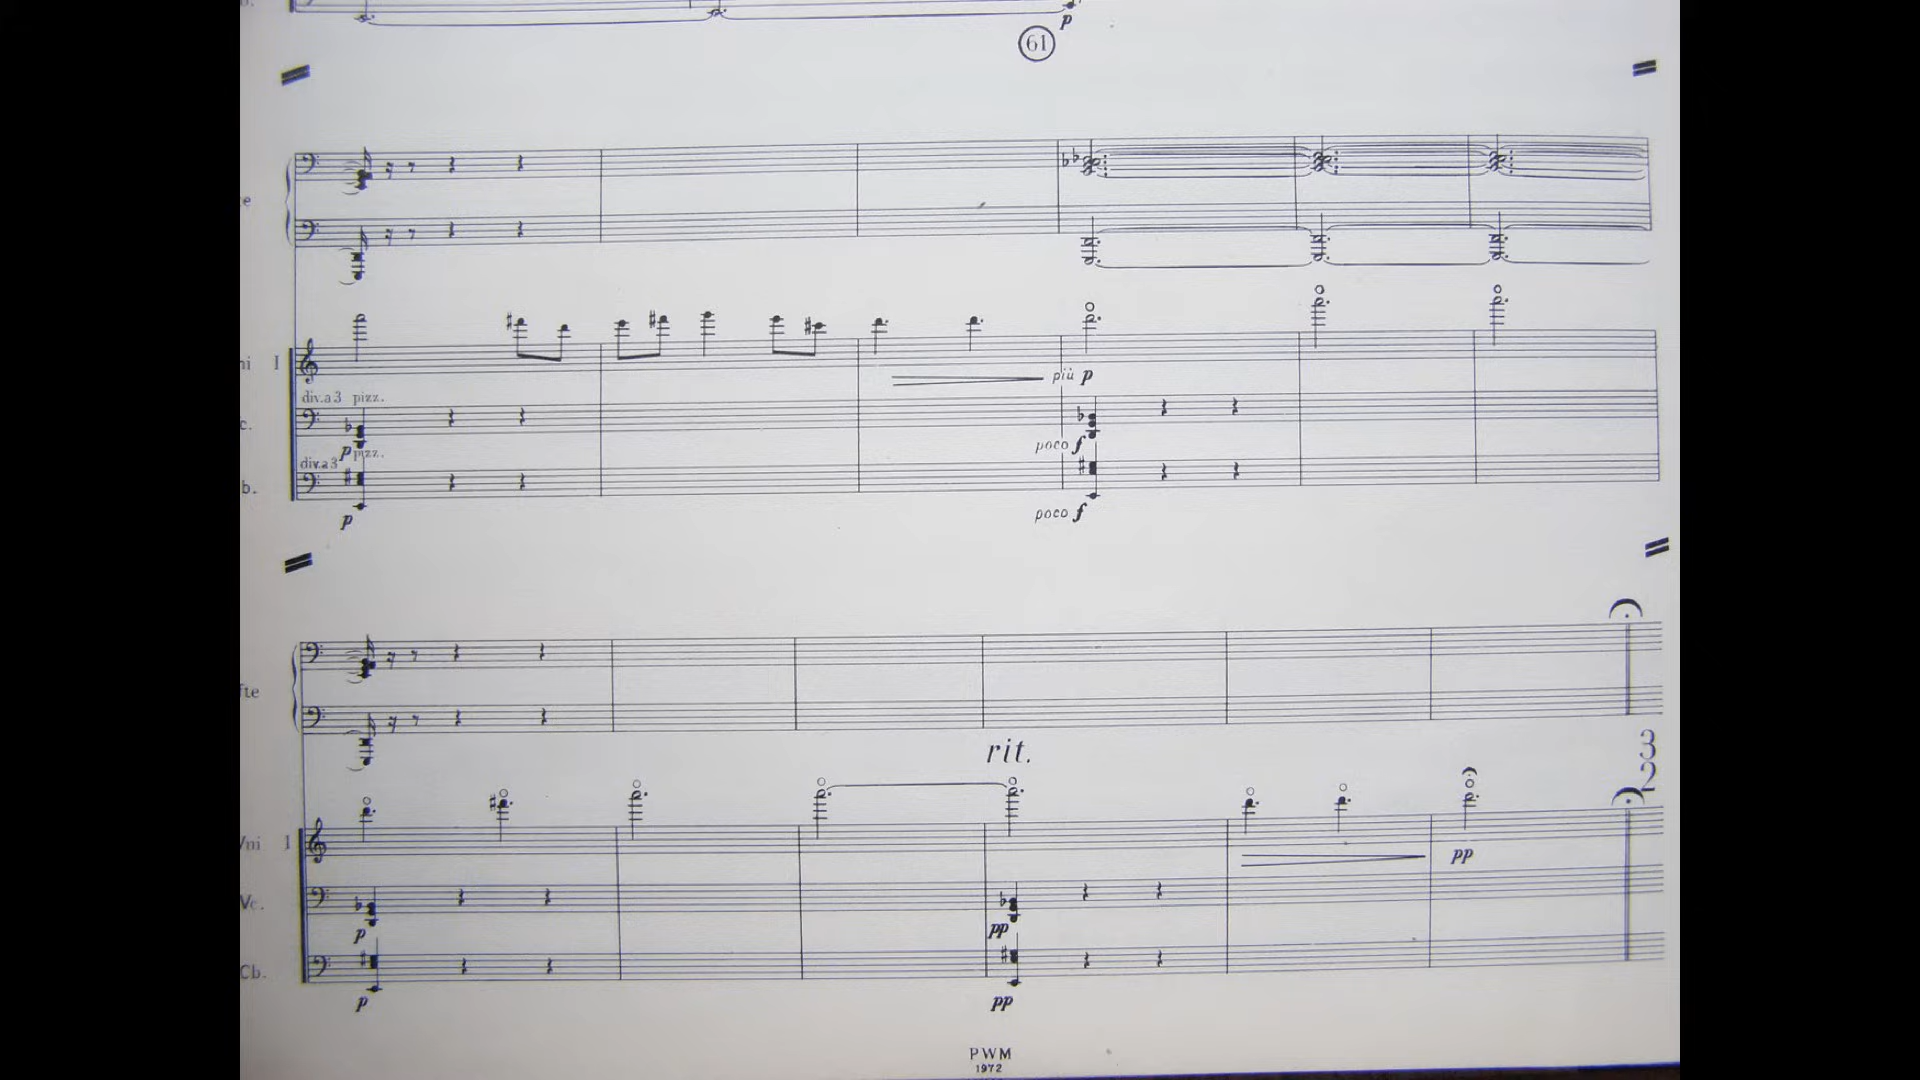 p
61
e
ni I
div.a3 pizz.
più p
c.
p
pizz.
poco f
div.a3
b.
p
poco f
fte
rit.
3
2
Vni I
pp
Vc.
p
pp
Cb.
p
pp
PWM
1972